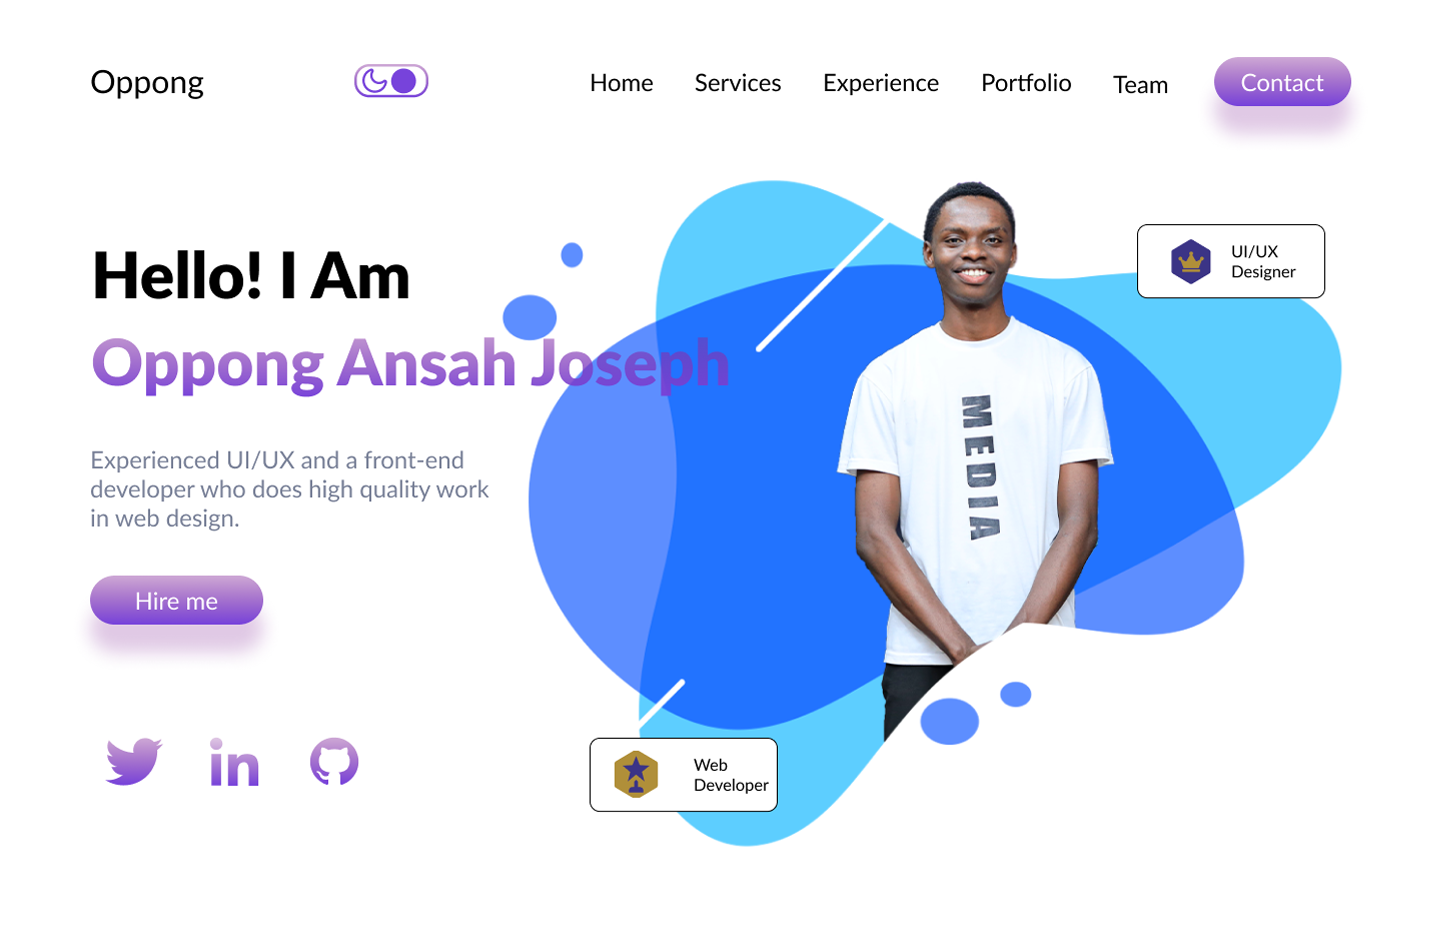 Oppong
Home
Services
Experience
Portfolio
Team
Contact
Hello! I Am
Oppong Ansah Joseph
Experienced UI/UX and a front-end
developer who does high quality work
in web design.
Hire me
in
UI/UX
Designer
MEDIA
Web
Developer